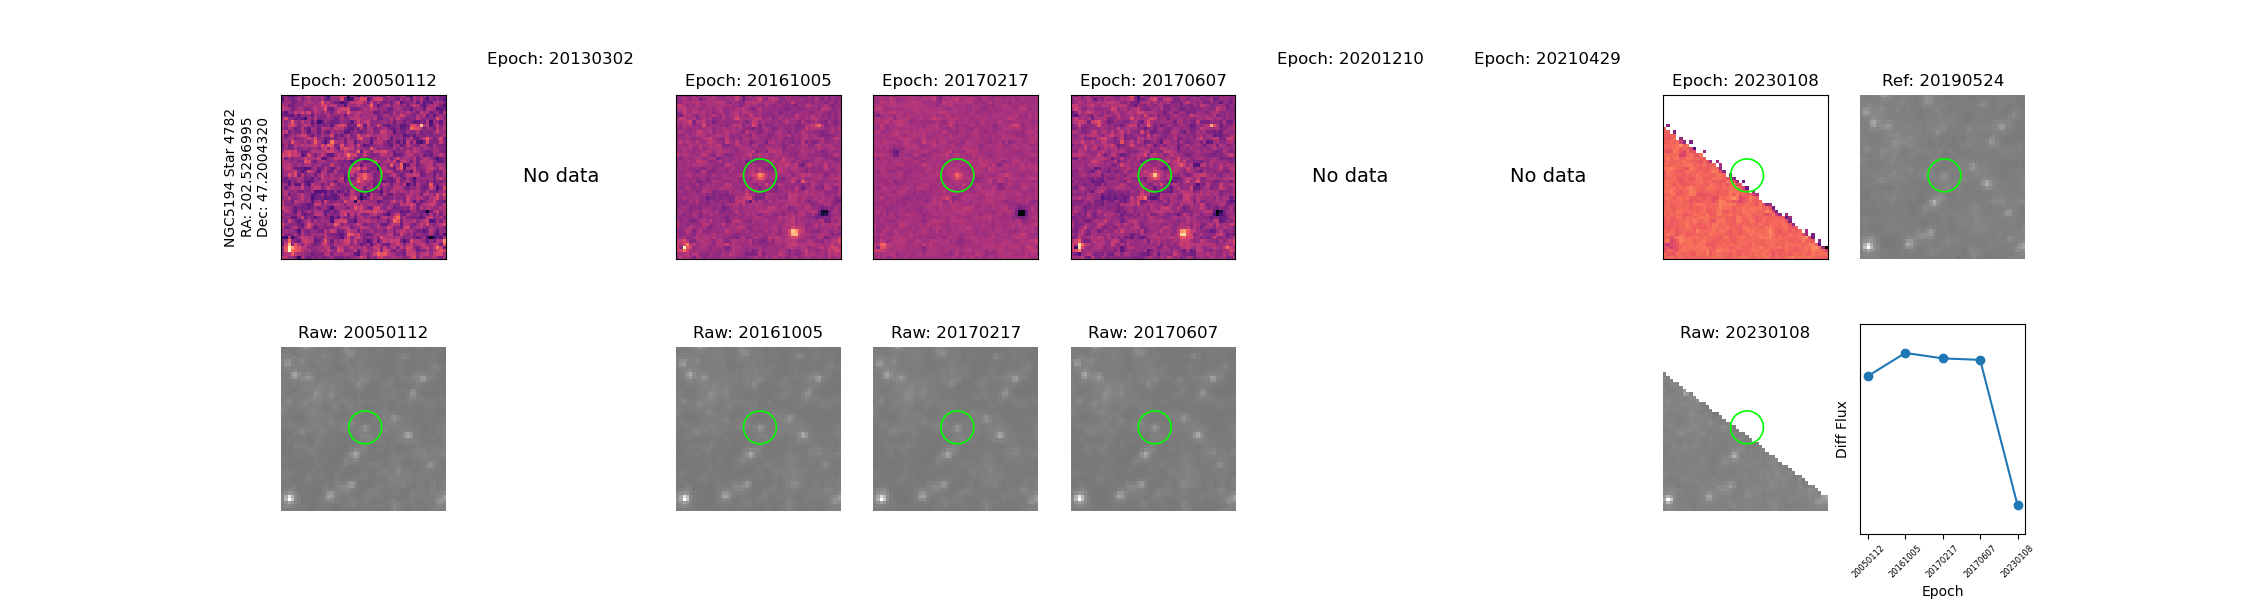 Epoch: 20130302
Epoch: 20201210
Epoch: 20210429
Epoch: 20050112
Epoch: 20161005
Epoch: 20170217
Epoch: 20170607
Epoch: 20230108
Ref: 20190524
NGC5194 Star 4782
RA: 202.5296995
Dec: 47.2004320
No data
No data
No data
Raw: 20050112
Raw: 20161005
Raw: 20170217
Raw: 20170607
Raw: 20230108
Diff Flux
20050112
20161005
20170217
20170607
20230108
Epoch